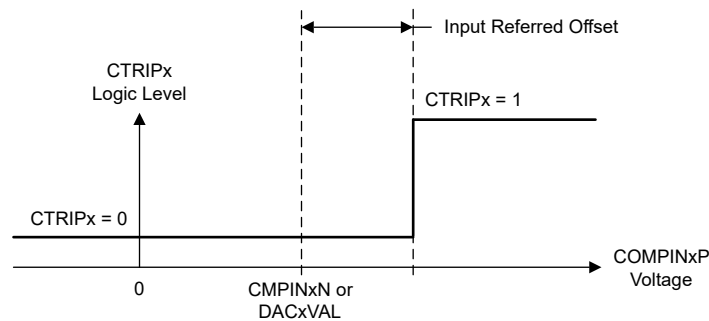 Input Referred Offset
CTRIPx
Logic Level
CTRIPx = 1
CTRIPx = 0
COMPINxP
Voltage
0
CMPINxN or
DACxVAL